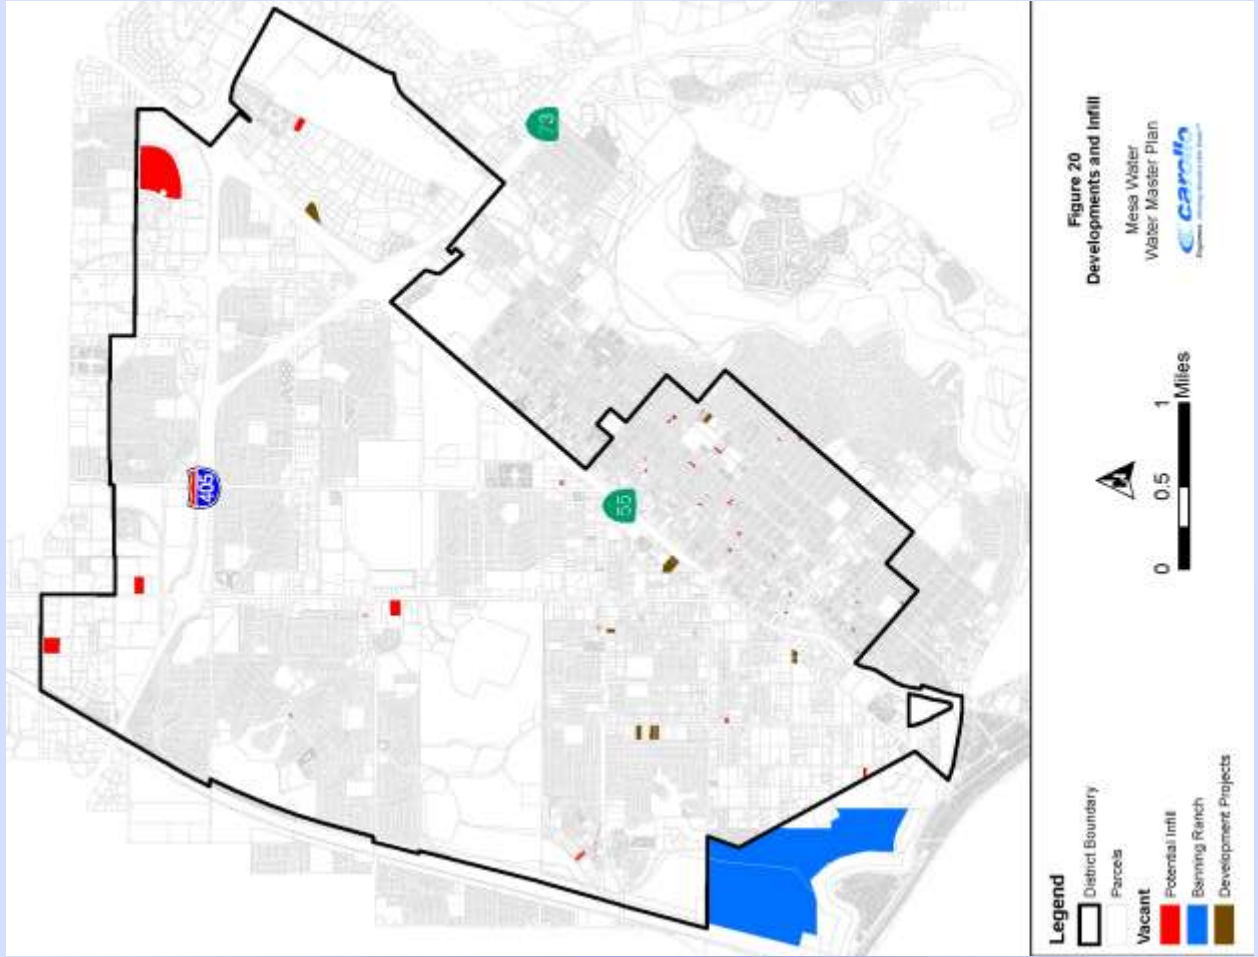 405
73
55
Figure 20
Developments and Infill
Mesa Water
Water Master Plan
carollo
0
0.5
1
Miles
Legend
District Boundary
Parcels
Vacant
Potential Infill
Banning Ranch
Development Projects